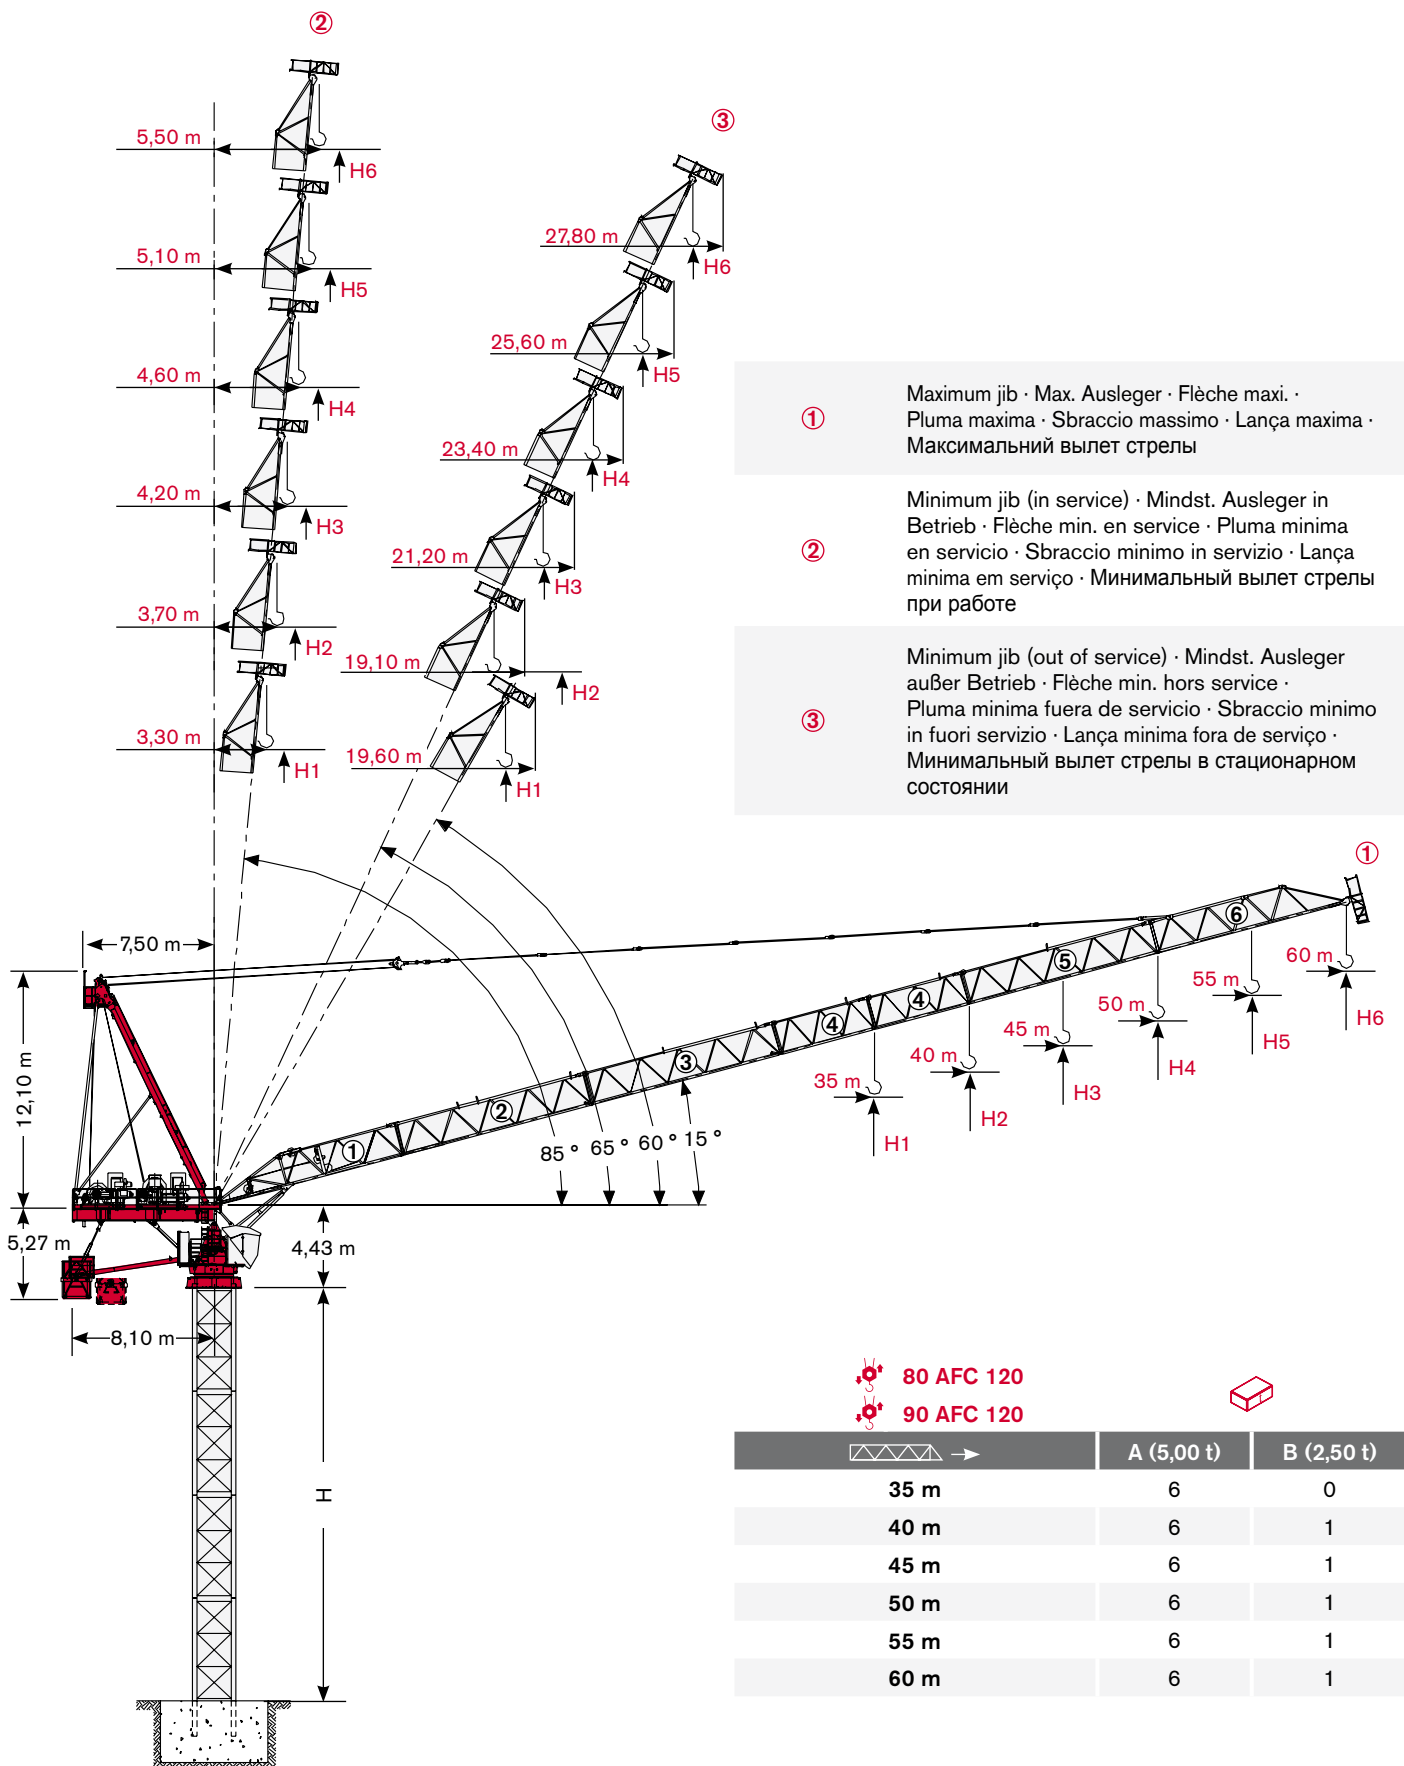 ②
5,50 m
H6
5,10 m
H5
4,60 m
H4
4,20 m
H3
3,70 m
H2
3,30 m
H1
③
27,80 m
H6
25,60 m
H5
23,40 m
H4
21,20 m
H3
19,10 m
H2
19,60 m
H1
①
Maximum jib · Max. Ausleger · Flèche maxi. ·
Pluma maxima · Sbraccio massimo · Lança maxima ·
Максимальний вылет стрелы
②
Minimum jib (in service) · Mindst. Ausleger in
Betrieb · Flèche min. en service · Pluma minima
en servicio · Sbraccio minimo in servizio · Lança
minima em serviço · Минимальный вылет стрелы
при работе
③
Minimum jib (out of service) · Mindst. Ausleger
außer Betrieb · Flèche min. hors service ·
Pluma minima fuera de servicio · Sbraccio minimo
in fuori servizio · Lança minima fora de serviço ·
Минимальный вылет стрелы в стационарном
состоянии
①
7,50 m
12,10 m
5,27 m
8,10 m
4,43 m
H
① ② ③ ④ ④ ⑤ ⑥
85 ° 65 ° 60 ° 15 °
35 m
H1
40 m
H2
45 m
H3
50 m
H4
55 m
H5
60 m
H6
80 AFC 120
90 AFC 120
A (5,00 t) B (2,50 t)
35 m 6 0
40 m 6 1
45 m 6 1
50 m 6 1
55 m 6 1
60 m 6 1